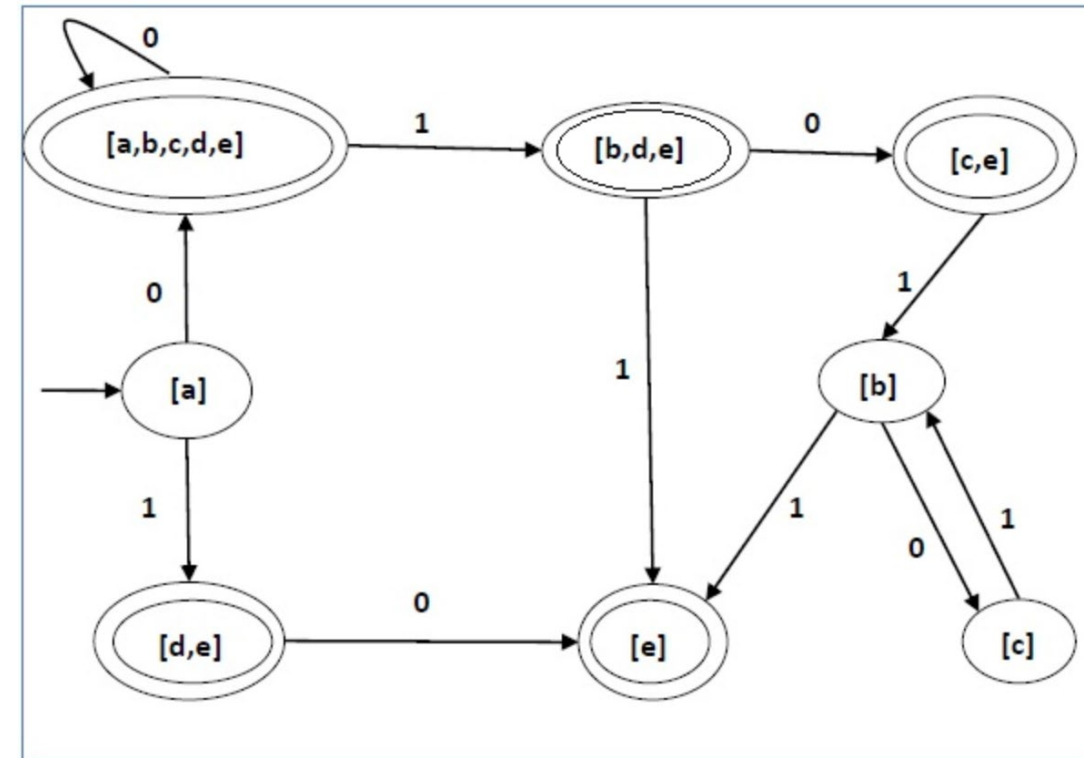 0
[a,b,c,d,e]
1
[b,d,e]
0
[c,e]
0
1
[a]
1
[b]
1
1
0
1
[d,e]
0
[e]
[c]